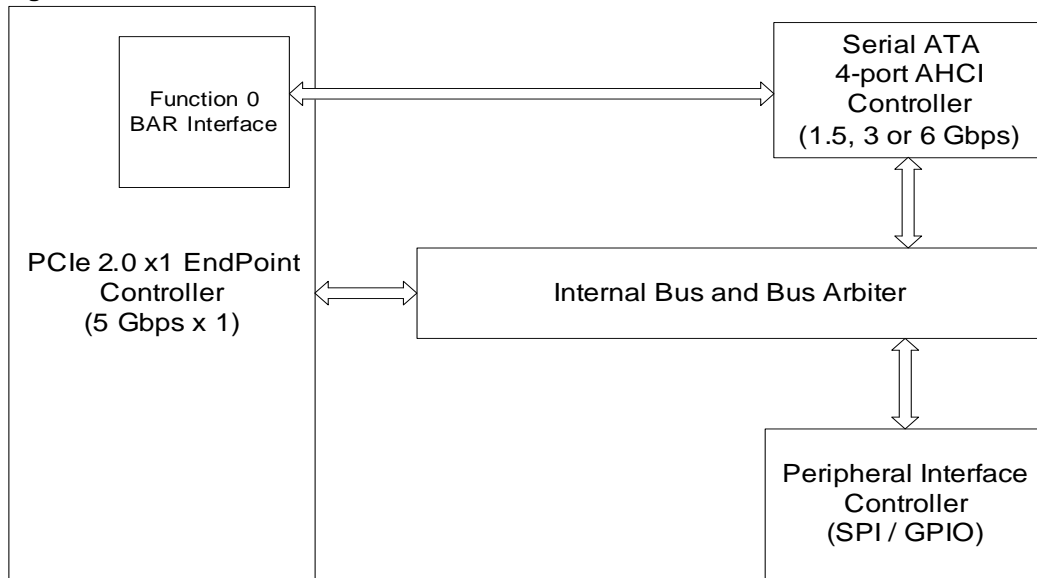 Function 0
BAR Interface
Serial ATA
4-port AHCI
Controller
(1.5, 3 or 6 Gbps)
PCIe 2.0 x1 EndPoint
Controller
(5 Gbps x 1)
Internal Bus and Bus Arbiter
Peripheral Interface
Controller
(SPI / GPIO)